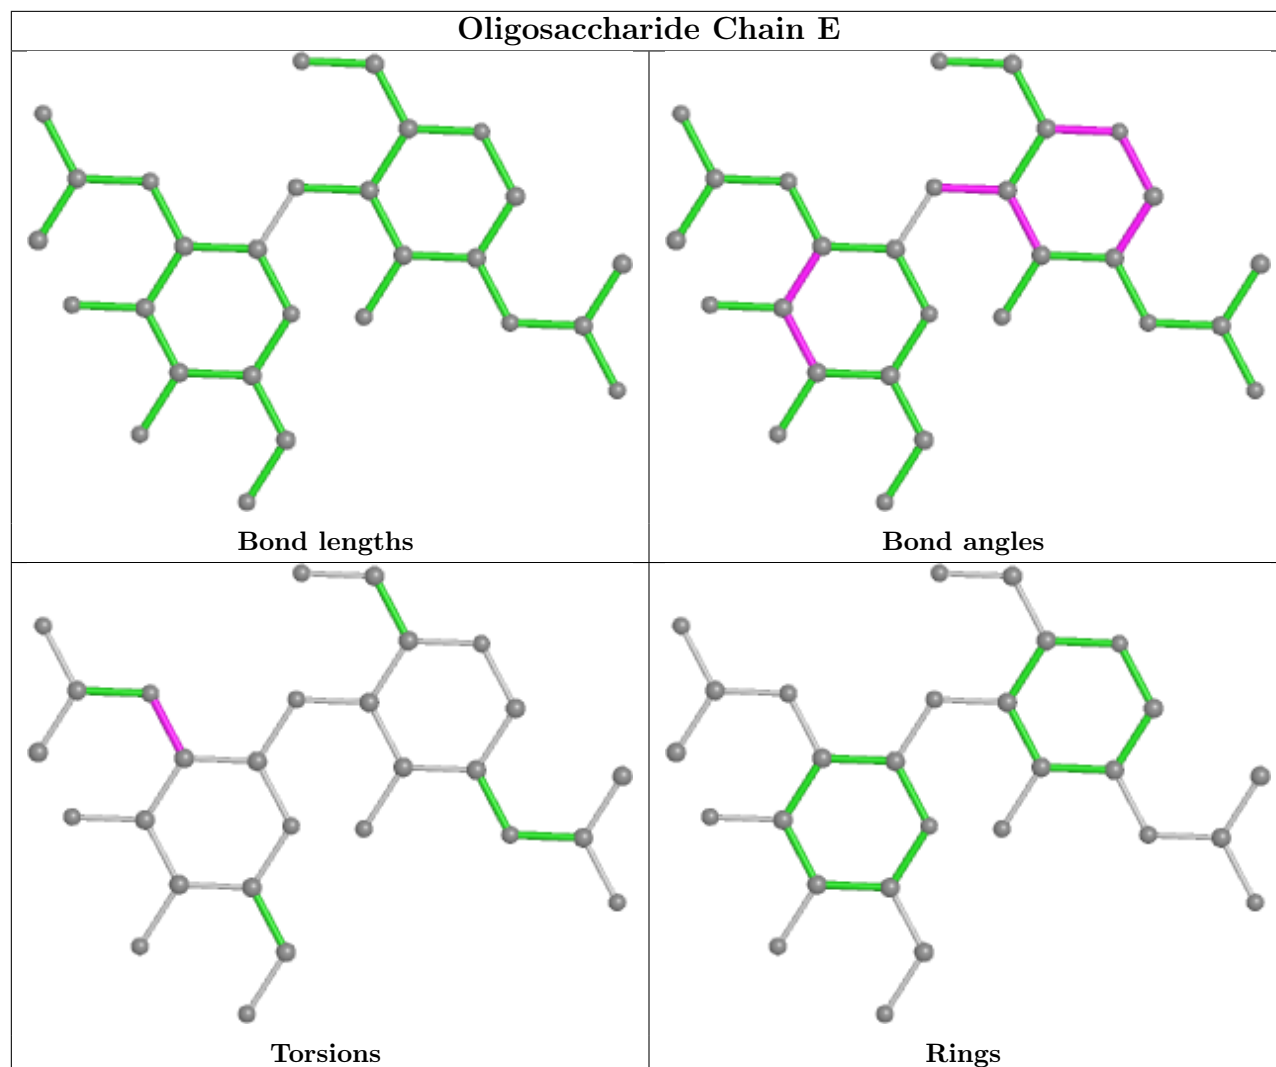 Oligosaccharide Chain E
Bond lengths
Bond angles
Torsions
Rings